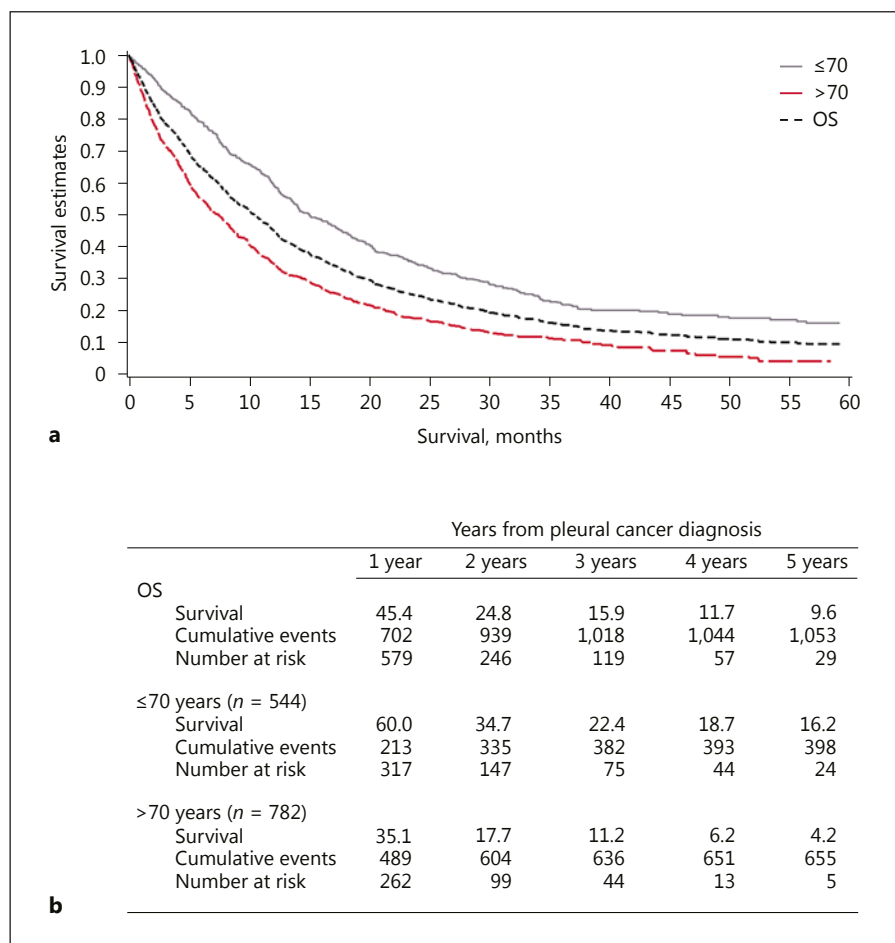 1.0
0.9
0.8
0.7
0.6
0.5
0.4
0.3
0.2
0.1
0
Survival estimates
≤70
>70
OS
0 5 10 15 20 25 30 35 40 45 50 55 60
Survival, months
a
Years from pleural cancer diagnosis
1 year 2 years 3 years 4 years 5 years
OS
Survival 45.4 24.8 15.9 11.7 9.6
Cumulative events 702 939 1,018 1,044 1,053
Number at risk 579 246 119 57 29
≤70 years (n = 544)
Survival 60.0 34.7 22.4 18.7 16.2
Cumulative events 213 335 382 393 398
Number at risk 317 147 75 44 24
>70 years (n = 782)
Survival 35.1 17.7 11.2 6.2 4.2
Cumulative events 489 604 636 651 655
Number at risk 262 99 44 13 5
b